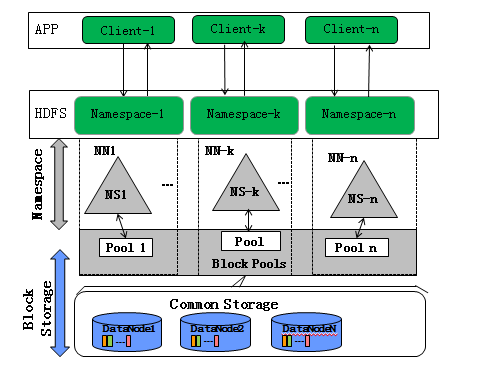 APP
Client-1
Client-k
Client-n
HDFS
Namespace-1
Namespace-k
Namespace-n
Namespace
NN1
NN-k
NN-n
NS1
...
NS-k
...
NS-n
Pool 1
Pool
Pool n
Block Pools
Block
Storage
Common Storage
DataNode1
DataNode2
DataNodeN
...
...
...